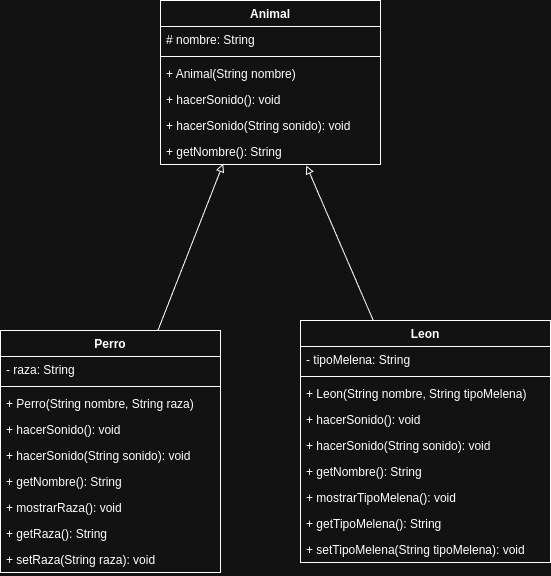 Animal
# nombre: String
+ Animal(String nombre)
+ hacerSonido(): void
+ hacerSonido(String sonido): void
+ getNombre(): String
Perro
- raza: String
+ Perro(String nombre, String raza)
+ hacerSonido(): void
+ hacerSonido(String sonido): void
+ getNombre(): String
+ mostrarRaza(): void
+ getRaza(): String
+ setRaza(String raza): void
Leon
- tipoMelena: String
+ Leon(String nombre, String tipoMelena)
+ hacerSonido(): void
+ hacerSonido(String sonido): void
+ getNombre(): String
+ mostrarTipoMelena(): void
+ getTipoMelena(): String
+ setTipoMelena(String tipoMelena): void